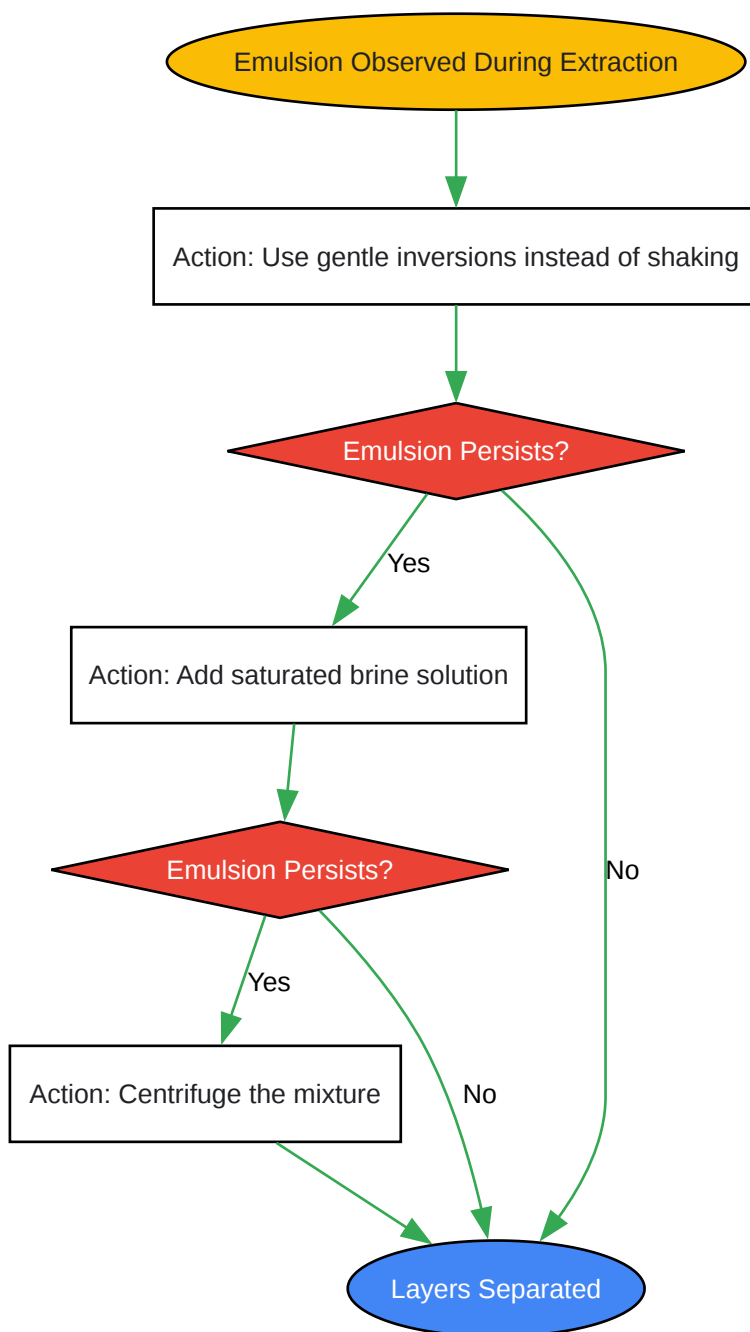 Emulsion Observed During Extraction
Action: Use gentle inversions instead of shaking
Emulsion Persists?
Yes
Action: Add saturated brine solution
Emulsion Persists?
No
Yes
Action: Centrifuge the mixture
No
Layers Separated